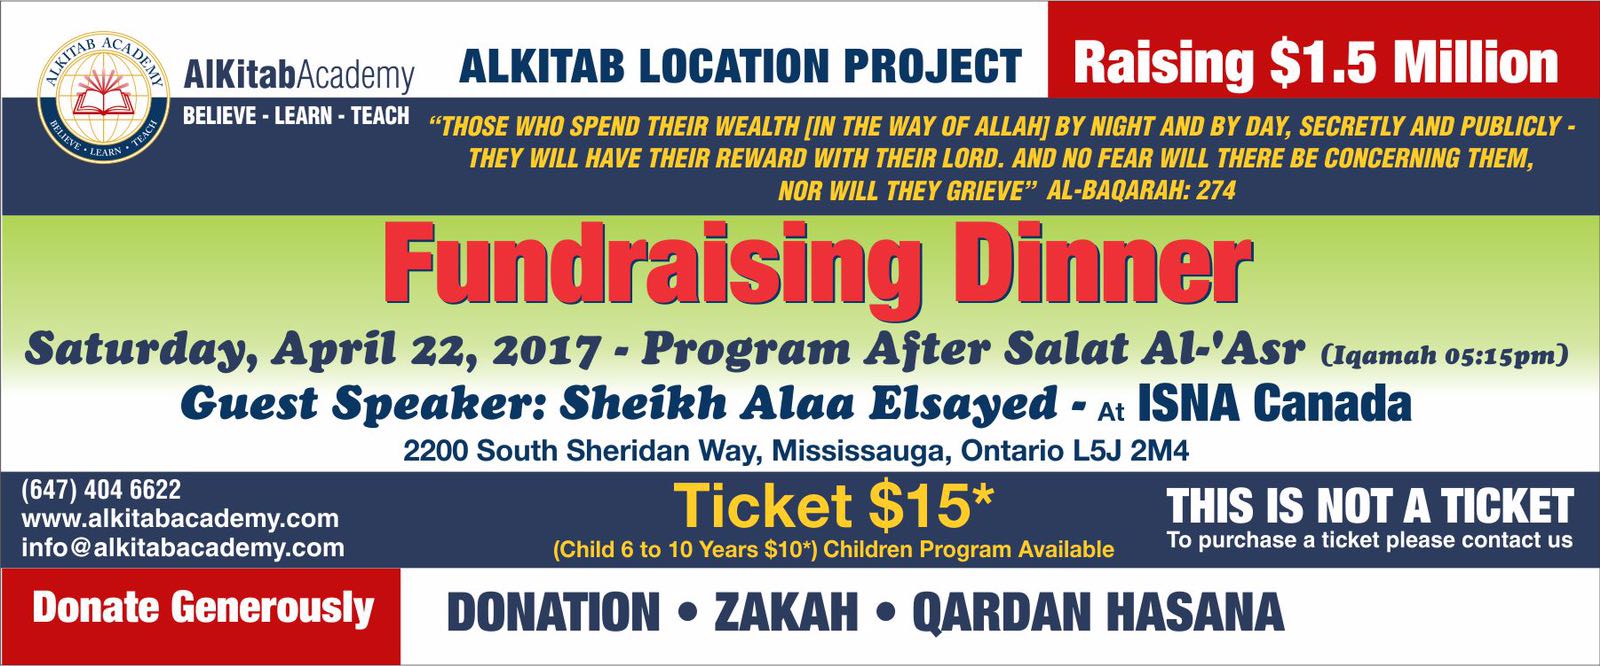 ALKITAB ACADEMY
BELIEVE • LEARN • TEACH
AlKitabAcademy
BELIEVE - LEARN - TEACH
ALKITAB LOCATION PROJECT
Raising $1.5 Million
“THOSE WHO SPEND THEIR WEALTH [IN THE WAY OF ALLAH] BY NIGHT AND BY DAY, SECRETLY AND PUBLICLY -
THEY WILL HAVE THEIR REWARD WITH THEIR LORD. AND NO FEAR WILL THERE BE CONCERNING THEM,
NOR WILL THEY GRIEVE” AL-BAQARAH: 274
Fundraising Dinner
Saturday, April 22, 2017 - Program After Salat Al-'Asr (Iqamah 05:15pm)
Guest Speaker: Sheikh Alaa Elsayed - At ISNA Canada
2200 South Sheridan Way, Mississauga, Ontario L5J 2M4
(647) 404 6622
www.alkitabacademy.com
info@alkitabacademy.com
Ticket $15*
(Child 6 to 10 Years $10*) Children Program Available
THIS IS NOT A TICKET
To purchase a ticket please contact us
Donate Generously
DONATION • ZAKAH • QARDAN HASANA